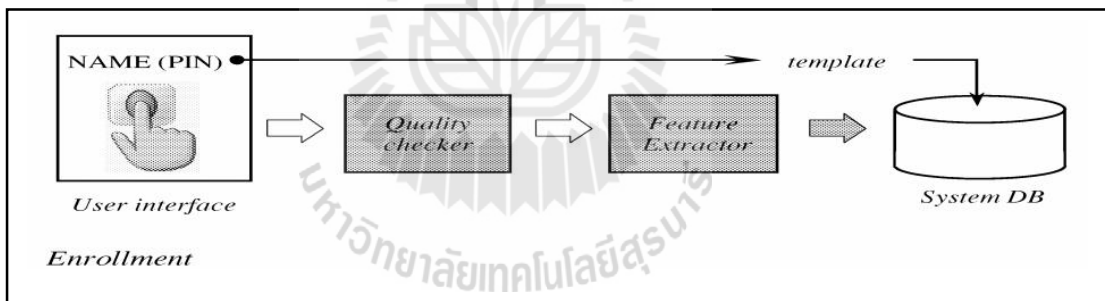 NAME (PIN)
template
Quality
checker
Feature
Extractor
User interface
System DB
Enrollment
มหาวิทยาลัยเทคโนโลยีสุรนารี